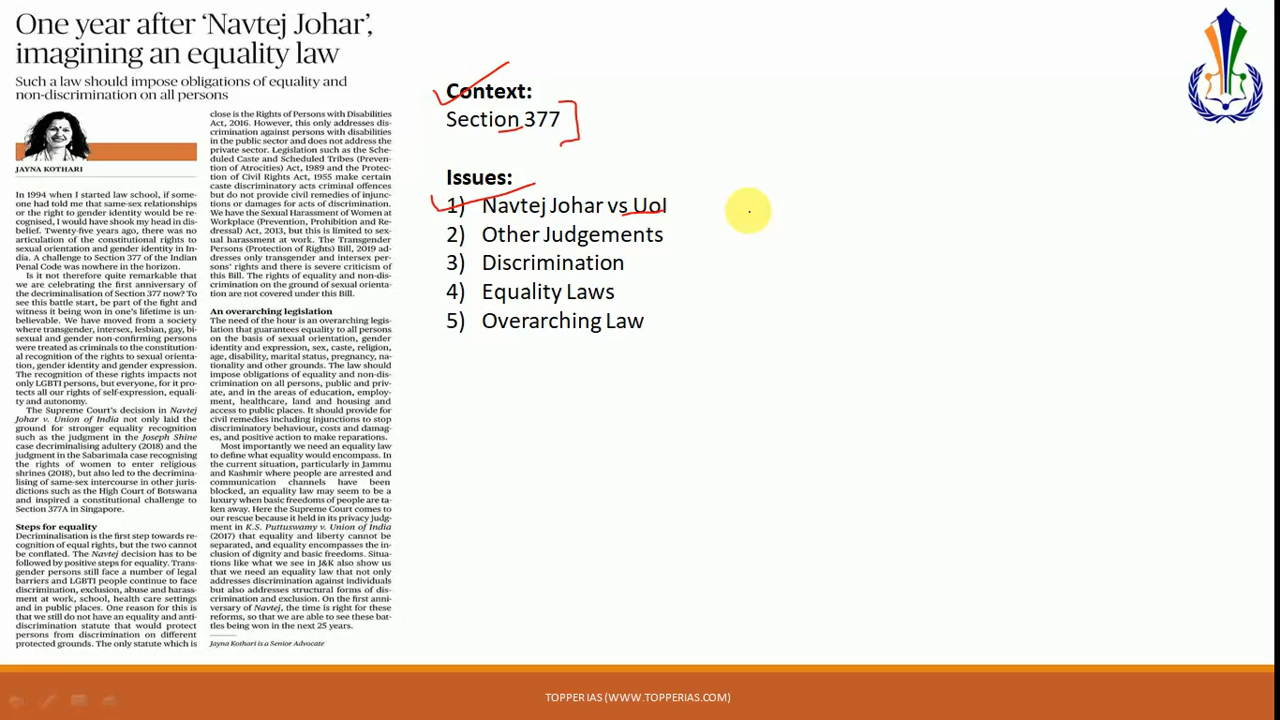 One year after ‘Navtej Johar’,
imagining an equality law
Such a law should impose obligations of equality and
non-discrimination on all persons
JAYNA KOTHARI
In 1994 when I started law school, if some-
one had told me that same-sex relationships
or the right to gender identity would be re-
cognised, I would have shook my head in dis-
belief. Twenty-five years ago, there was no
articulation of the constitutional rights to
sexual orientation and gender identity in In-
dia. A challenge to Section 377 of the Indian
Penal Code was nowhere in the horizon.
Is it not therefore quite remarkable that
we are celebrating the first anniversary of
the decriminalisation of Section 377 now? To
see this battle start, be part of the fight and
witness it being won in one's lifetime is un-
believable. We have moved from a society
where transgender, intersex, lesbian, gay, bi-
sexual and gender non-confirming persons
were treated as criminals to the constitution-
al recognition of the rights to sexual orienta-
tion, gender identity and gender expression.
The recognition of these rights impacts not
only LGBTI persons, but everyone, for it pro-
tects all our rights of self-expression, equali-
ty and autonomy.
The Supreme Court's decision in Navtej
Johar v. Union of India not only laid the
ground for stronger equality recognition
such as the judgment in the Joseph Shine
case decriminalising adultery (2018) and the
judgment in the Sabarimala case recognising
the rights of women to enter religious
shrines (2018), but also led to the decrimina-
lising of same-sex intercourse in other juris-
dictions such as the High Court of Botswana
and inspired a constitutional challenge to
Section 377A in Singapore.
Steps for equality
Decriminalisation is the first step towards re-
cognition of equal rights, but the two cannot
be conflated. The Navtej decision has to be
followed by positive steps for equality. Trans-
gender persons still face a number of legal
barriers and LGBTI people continue to face
discrimination, exclusion, abuse and harass-
ment at work, school, health care settings
and in public places. One reason for this is
that we still do not have an equality and anti-
discrimination statute that would protect
persons from discrimination on different
protected grounds. The only statute which is
close is the Rights of Persons with Disabilities
Act, 2016. However, this only addresses dis-
crimination against persons with disabilities
in the public sector and does not address the
private sector. Legislation such as the Sche-
duled Caste and Scheduled Tribes (Preven-
tion of Atrocities) Act, 1989 and the Protec-
tion of Civil Rights Act, 1955 make certain
caste discriminatory acts criminal offences
but do not provide civil remedies of injunc-
tions or damages for acts of discrimination.
We have the Sexual Harassment of Women at
Workplace (Prevention, Prohibition and Re-
dressal) Act, 2013, but this is limited to sex-
ual harassment at work. The Transgender
Persons (Protection of Rights) Bill, 2019 ad-
dresses only transgender and intersex per-
sons' rights and there is severe criticism of
this Bill. The rights of equality and non-dis-
crimination on the ground of sexual orienta-
tion are not covered under this Bill.
An overarching legislation
The need of the hour is an overarching legis-
lation that guarantees equality to all persons
on the basis of sexual orientation, gender
identity and expression, sex, caste, religion,
age, disability, marital status, pregnancy, na-
tionality and other grounds. The law should
impose obligations of equality and non-dis-
crimination on all persons, public and priv-
ate, and in the areas of education, employ-
ment, healthcare, land and housing and
access to public places. It should provide for
civil remedies including injunctions to stop
discriminatory behaviour, costs and damag-
es, and positive action to make reparations.
Most importantly we need an equality law
to define what equality would encompass. In
the current situation, particularly in Jammu
and Kashmir where people are arrested and
communication channels have been
blocked, an equality law may seem to be a
luxury when basic freedoms of people are ta-
ken away. Here the Supreme Court comes to
our rescue because it held in its privacy judg-
ment in K.S. Puttuswamy v. Union of India
(2017) that equality and liberty cannot be
separated, and equality encompasses the in-
clusion of dignity and basic freedoms. Situa-
tions like what we see in J&K also show us
that we need an equality law that not only
addresses discrimination against individuals
but also addresses structural forms of dis-
crimination and exclusion. On the first anni-
versary of Navtej, the time is right for these
reforms, so that we are able to see these bat-
tles being won in the next 25 years.
Jayna Kothari is a Senior Advocate
Context:
Section 377
Issues:
1) Navtej Johar vs UoI
2) Other Judgements
3) Discrimination
4) Equality Laws
5) Overarching Law
TOPPER IAS (WWW.TOPPERIAS.COM)